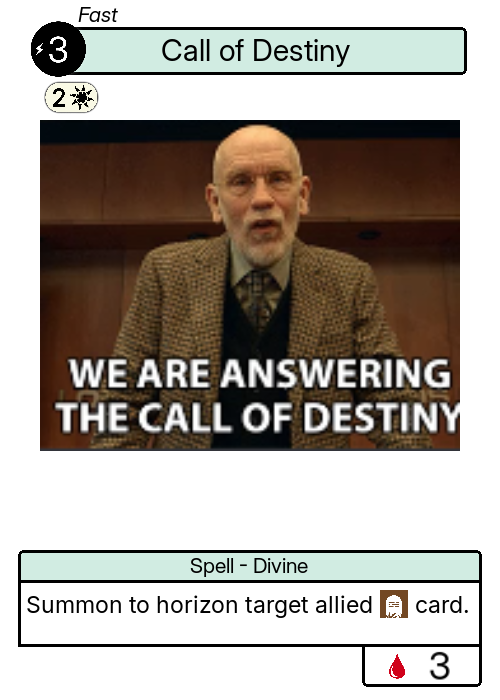 Fast
3
Call of Destiny
2
WE ARE ANSWERING
THE CALL OF DESTINY
Spell - Divine
Summon to horizon target allied card.
3